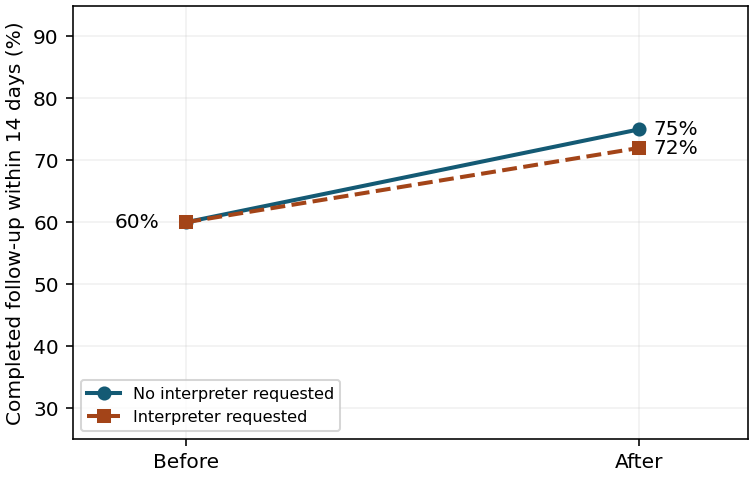 Completed follow-up within 14 days (%)
90
80
70
60
50
40
30
60%
75%
72%
No interpreter requested
Interpreter requested
Before
After